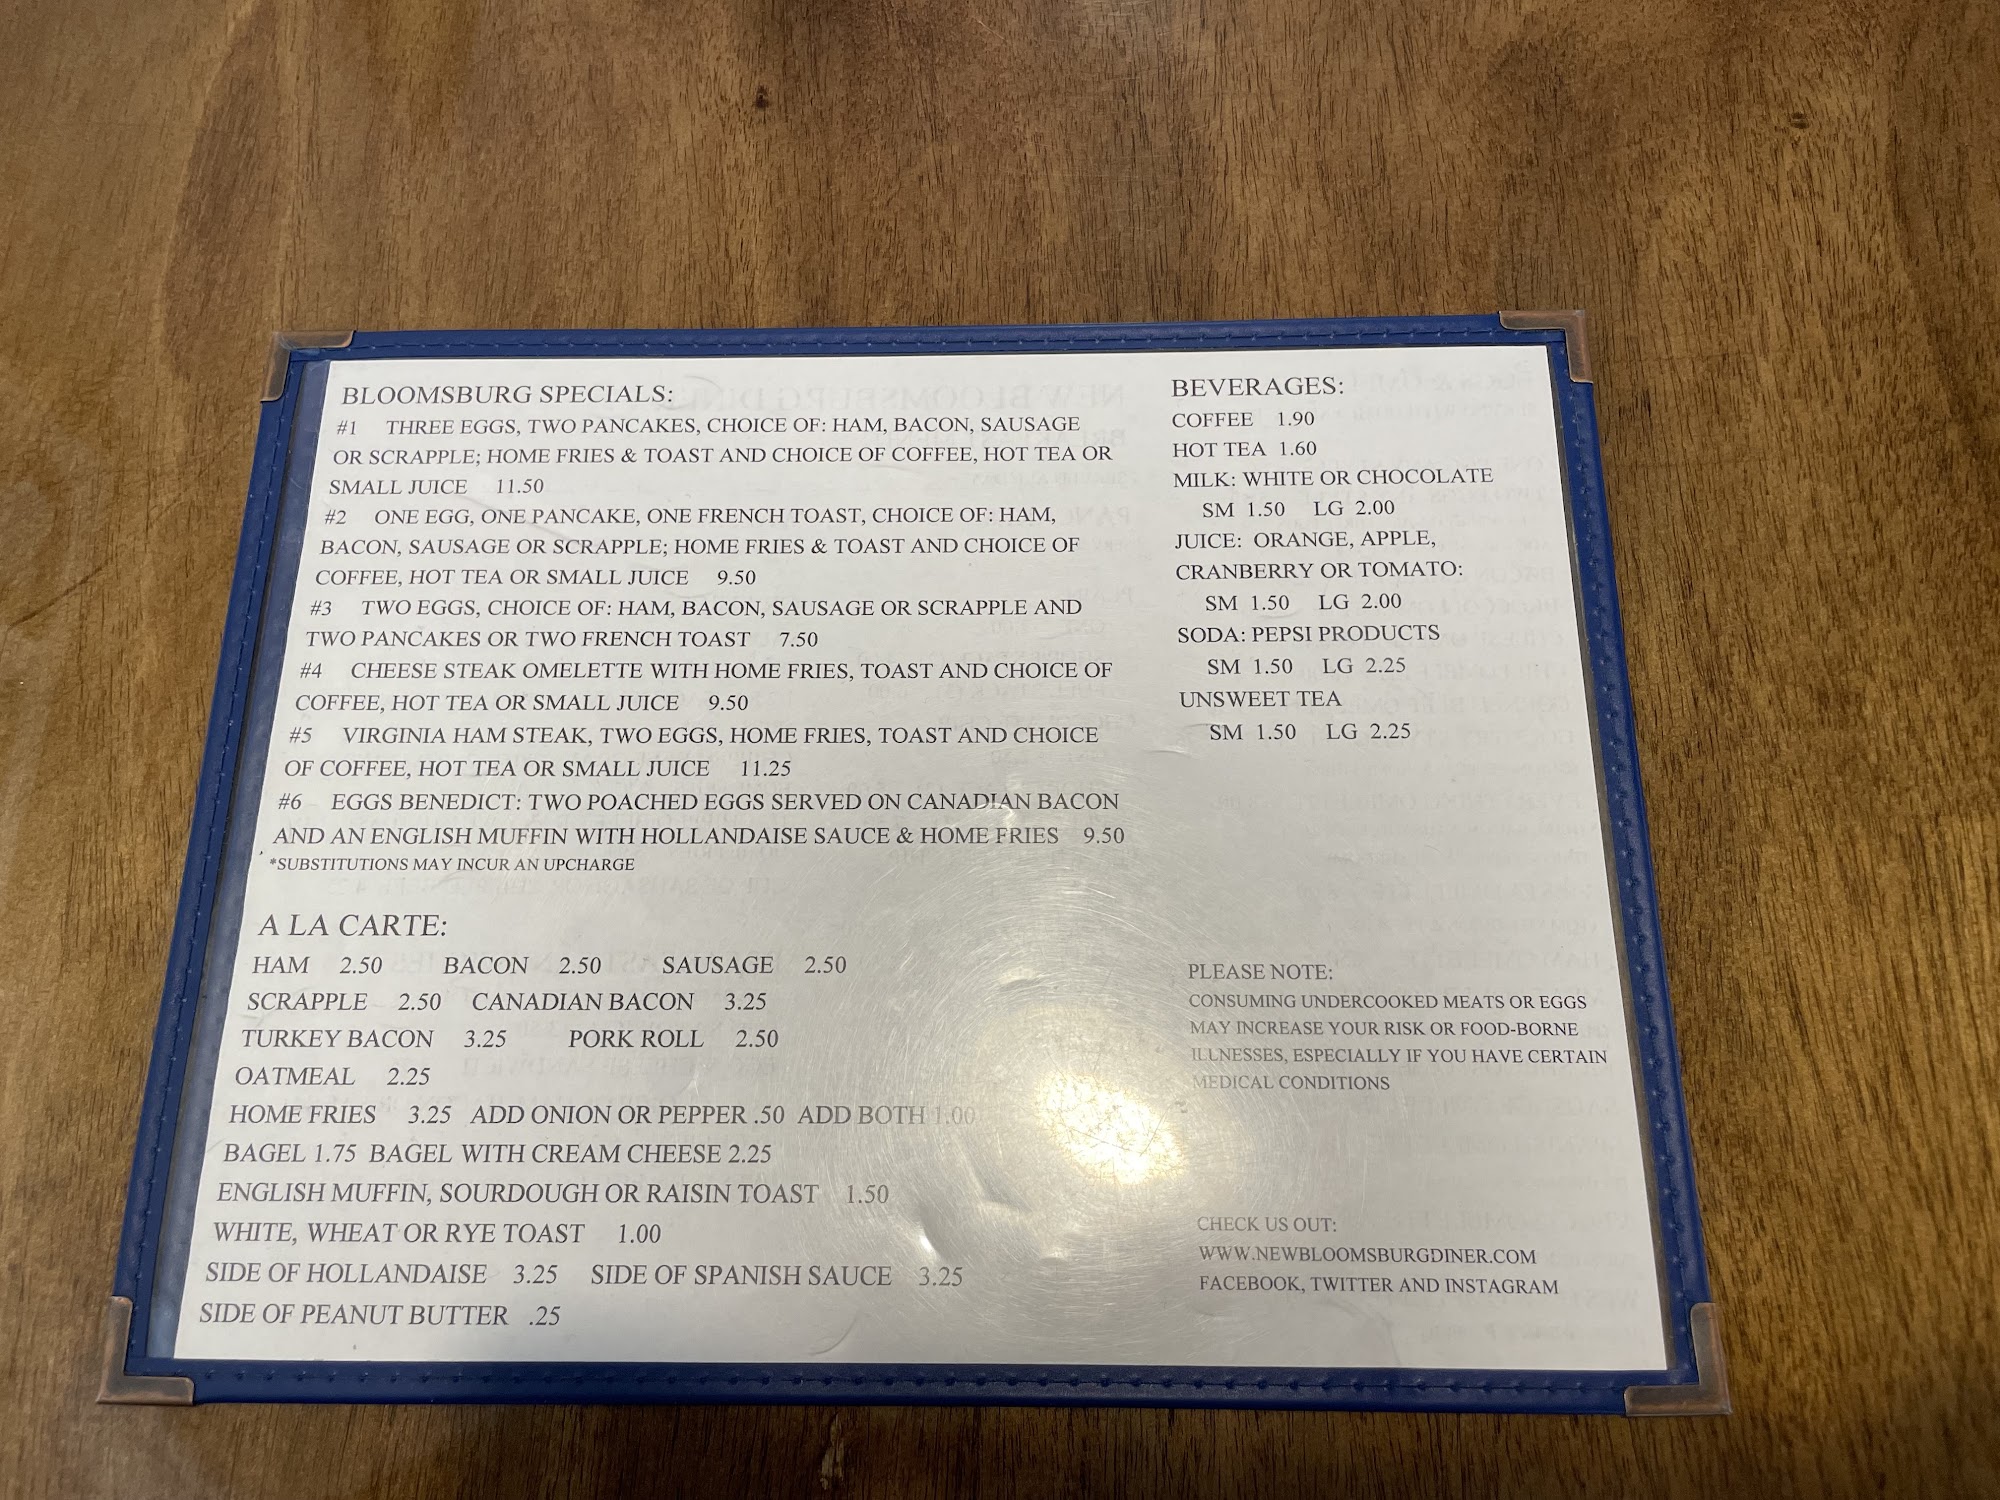 BLOOMSBURG SPECIALS:
#1 THREE EGGS, TWO PANCAKES, CHOICE OF: HAM, BACON, SAUSAGE
OR SCRAPPLE; HOME FRIES & TOAST AND CHOICE OF COFFEE, HOT TEA OR
SMALL JUICE 11.50
#2 ONE EGG, ONE PANCAKE, ONE FRENCH TOAST, CHOICE OF: HAM,
BACON, SAUSAGE OR SCRAPPLE; HOME FRIES & TOAST AND CHOICE OF
COFFEE, HOT TEA OR SMALL JUICE 9.50
#3 TWO EGGS, CHOICE OF: HAM, BACON, SAUSAGE OR SCRAPPLE AND
TWO PANCAKES OR TWO FRENCH TOAST 7.50
#4 CHEESE STEAK OMELETTE WITH HOME FRIES, TOAST AND CHOICE OF
COFFEE, HOT TEA OR SMALL JUICE 9.50
#5 VIRGINIA HAM STEAK, TWO EGGS, HOME FRIES, TOAST AND CHOICE
OF COFFEE, HOT TEA OR SMALL JUICE 11.25
#6 EGGS BENEDICT: TWO POACHED EGGS SERVED ON CANADIAN BACON
AND AN ENGLISH MUFFIN WITH HOLLANDAISE SAUCE & HOME FRIES 9.50
*SUBSTITUTIONS MAY INCUR AN UPCHARGE
A LA CARTE:
HAM 2.50 BACON 2.50 SAUSAGE 2.50
SCRAPPLE 2.50 CANADIAN BACON 3.25
TURKEY BACON 3.25 PORK ROLL 2.50
OATMEAL 2.25
HOME FRIES 3.25 ADD ONION OR PEPPER .50 ADD BOTH 1.00
BAGEL 1.75 BAGEL WITH CREAM CHEESE 2.25
ENGLISH MUFFIN, SOURDOUGH OR RAISIN TOAST 1.50
WHITE, WHEAT OR RYE TOAST 1.00
SIDE OF HOLLANDAISE 3.25 SIDE OF SPANISH SAUCE 3.25
SIDE OF PEANUT BUTTER .25
BEVERAGES:
COFFEE 1.90
HOT TEA 1.60
MILK: WHITE OR CHOCOLATE
SM 1.50 LG 2.00
JUICE: ORANGE, APPLE,
CRANBERRY OR TOMATO:
SM 1.50 LG 2.00
SODA: PEPSI PRODUCTS
SM 1.50 LG 2.25
UNSWEET TEA
SM 1.50 LG 2.25
PLEASE NOTE:
CONSUMING UNDERCOOKED MEATS OR EGGS
MAY INCREASE YOUR RISK OR FOOD-BORNE
ILLNESSES, ESPECIALLY IF YOU HAVE CERTAIN
MEDICAL CONDITIONS
CHECK US OUT:
WWW.NEWBLOOMSBURGDINER.COM
FACEBOOK, TWITTER AND INSTAGRAM